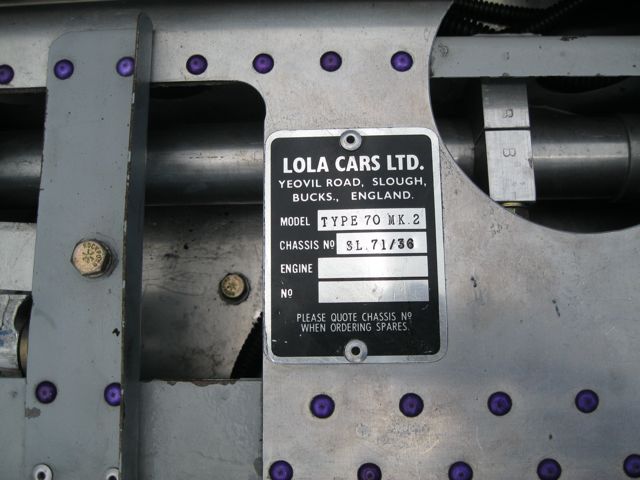 LOLA CARS LTD.
YEOVIL ROAD, SLOUGH,
BUCKS., ENGLAND.
MODEL TYPE 70 MK.2
CHASSIS Nº SL.71/36
ENGINE
Nº
PLEASE QUOTE CHASSIS Nº
WHEN ORDERING SPARES.